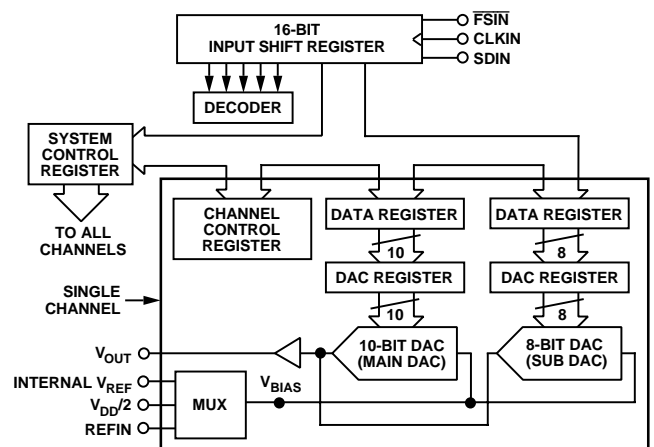 16-BIT
INPUT SHIFT REGISTER
FSIN
CLKIN
SDIN
DECODER
SYSTEM
CONTROL
REGISTER
TO ALL
CHANNELS
CHANNEL
CONTROL
REGISTER
DATA REGISTER
DATA REGISTER
10
8
DAC REGISTER
DAC REGISTER
10
8
SINGLE
CHANNEL
10-BIT DAC
(MAIN DAC)
8-BIT DAC
(SUB DAC)
VOUT
INTERNAL VREF
VDD/2
REFIN
MUX
VBIAS